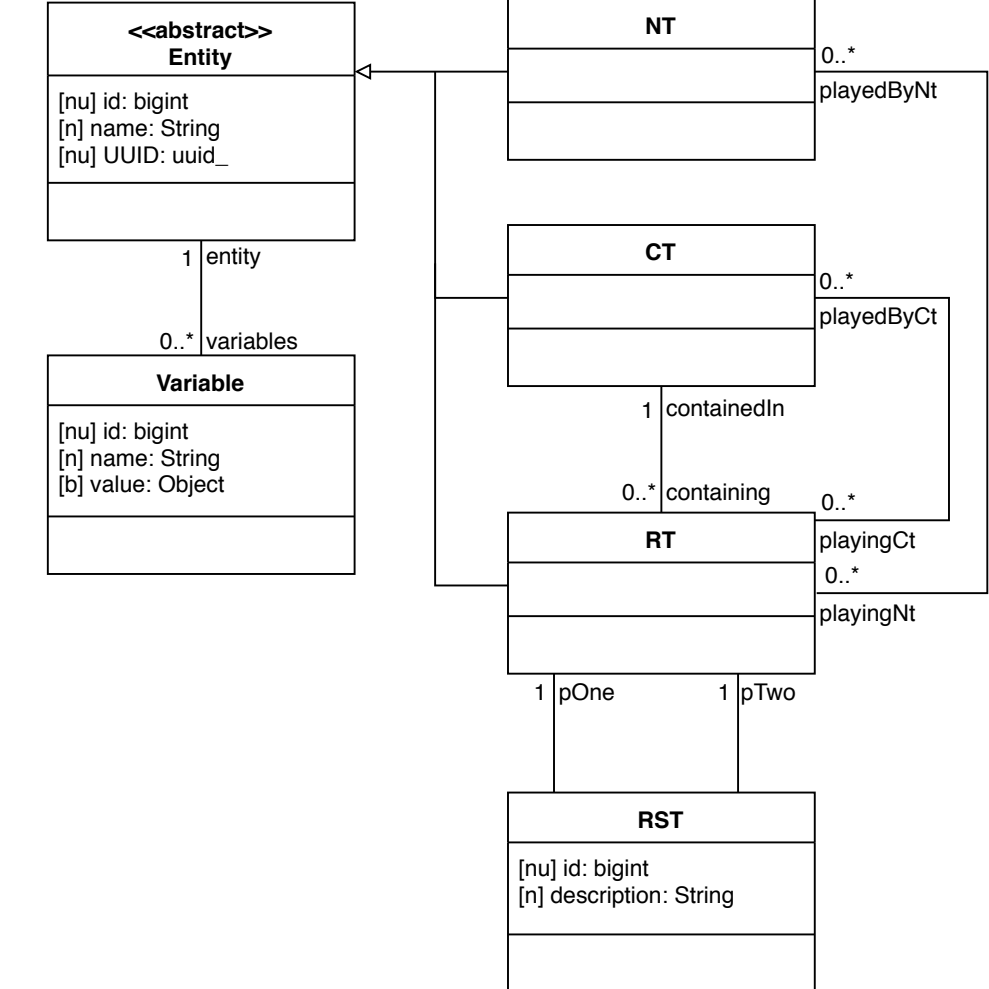 <<abstract>>
Entity
[nu] id: bigint
[n] name: String
[nu] UUID: uuid_
1 entity
0..* variables
Variable
[nu] id: bigint
[n] name: String
[b] value: Object
NT
0..*
playedByNt
CT
0..*
playedByCt
1 containedIn
0..* containing
RT
0..*
playingCt
0..*
playingNt
1 pOne
1 pTwo
RST
[nu] id: bigint
[n] description: String